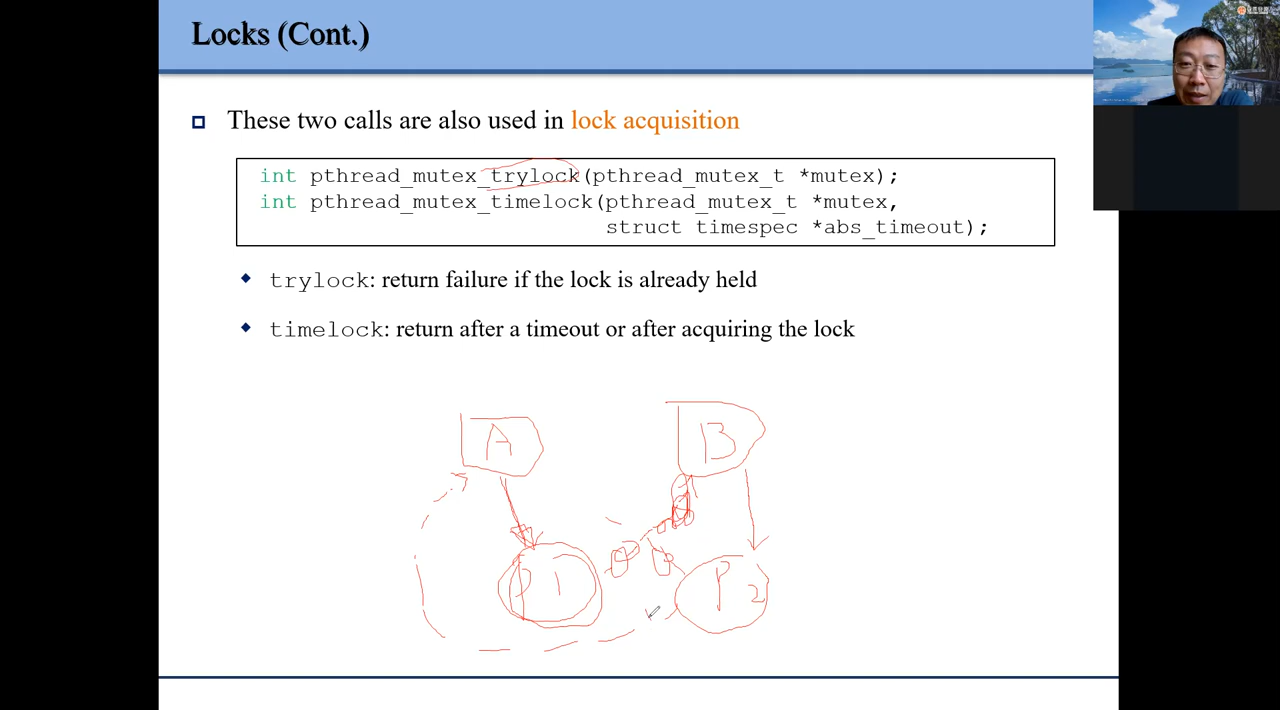 Locks (Cont.)
These two calls are also used in lock acquisition
int pthread_mutex_trylock(pthread_mutex_t *mutex);
int pthread_mutex_timelock(pthread_mutex_t *mutex,
struct timespec *abs_timeout);
trylock: return failure if the lock is already held
timelock: return after a timeout or after acquiring the lock
A
B
P1
P2